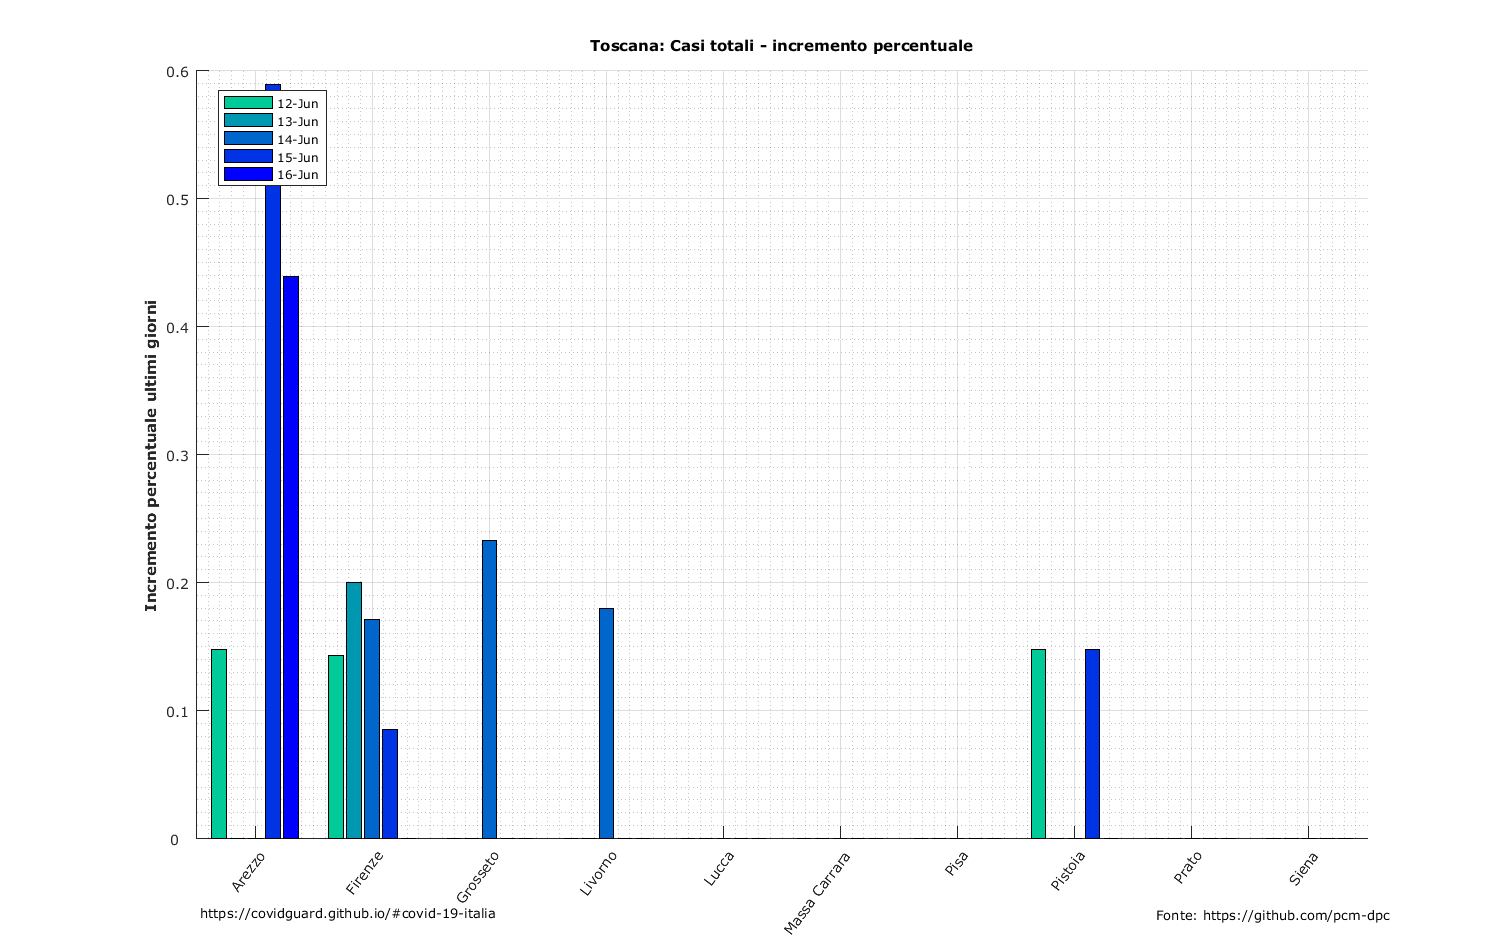 Toscana: Casi totali - incremento percentuale
Incremento percentuale ultimi giorni
0.6
0.5
0.4
0.3
0.2
0.1
0
12-Jun
13-Jun
14-Jun
15-Jun
16-Jun
Arezzo
Firenze
Grosseto
Livorno
Lucca
Massa Carrara
Pisa
Pistoia
Prato
Siena
https://covidguard.github.io/#covid-19-italia
Fonte: https://github.com/pcm-dpc